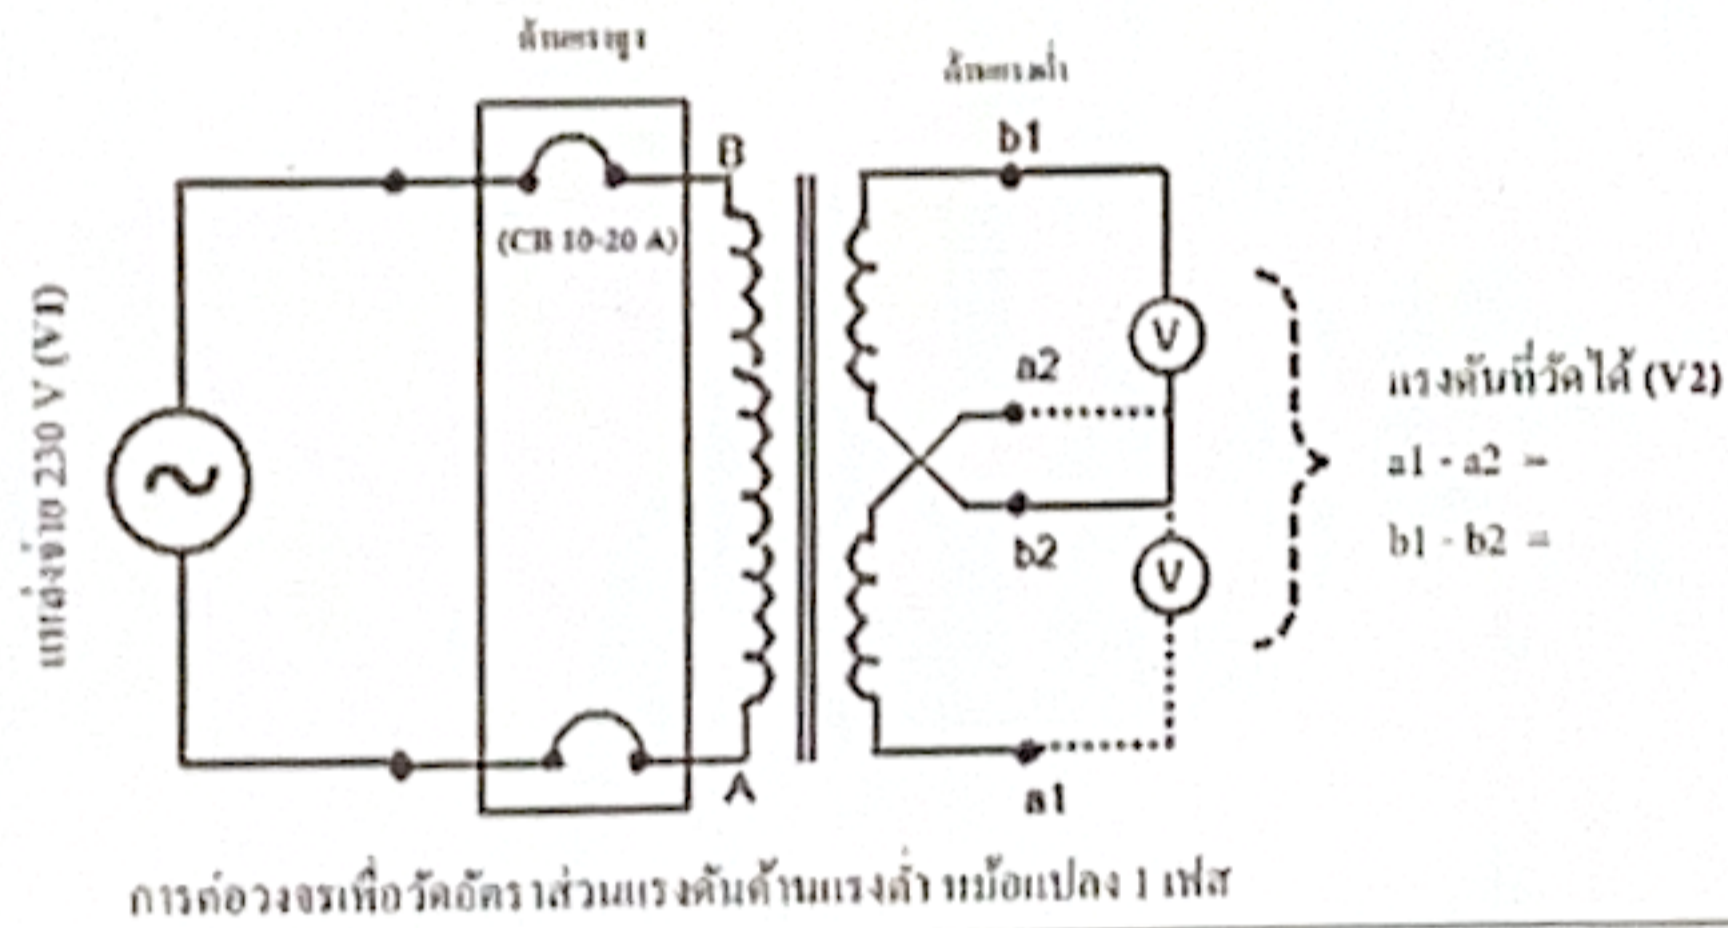 ด้านแรงสูง
ด้านแรงต่ำ
b1
B
(CB 10-20 A)
V
a2
แหล่งจ่าย 230 V (V1)
แรงดันที่วัดได้ (V2)
a1 - a2 =
b1 - b2 =
b2
V
A
a1
การต่อวงจรเพื่อวัดอัตราส่วนแรงดันด้านแรงต่ำ หม้อแปลง 1 เฟส